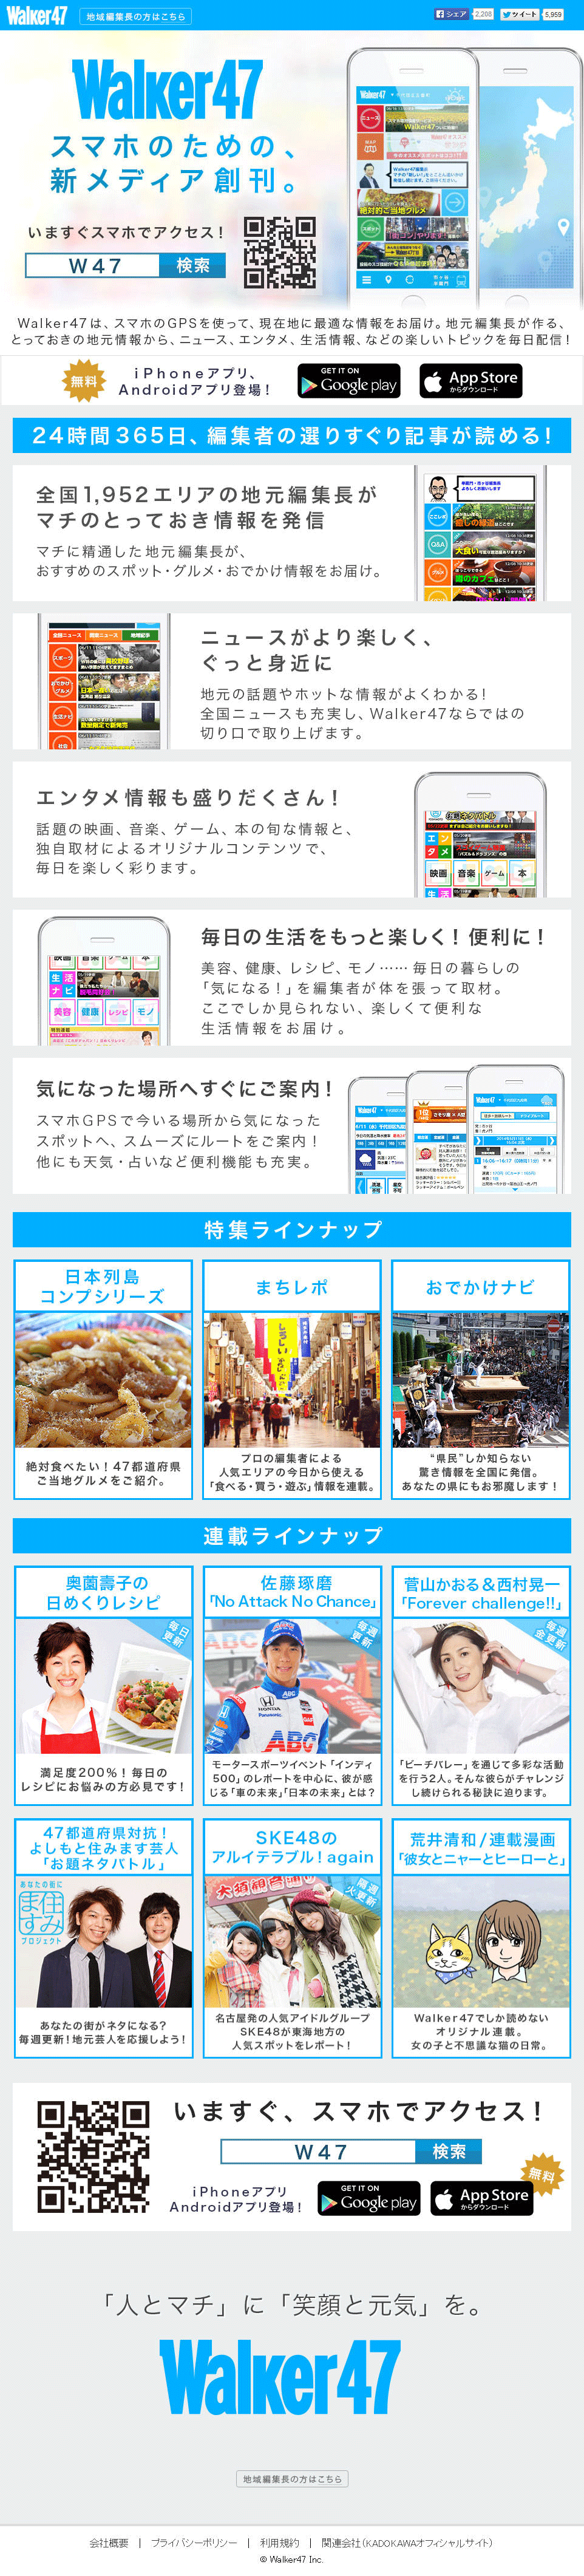 Walker47
地域編集長の方はこちら
シェア
2,208
ツイート
5,959
Walker47
スマホのための、
新メディア創刊。
いますぐスマホでアクセス!
W47 検索
Walker47は、スマホのGPSを使って、現在地に最適な情報をお届け。地元編集長が作る、
とっておきの地元情報から、ニュース、エンタメ、生活情報、などの楽しいトピックを毎日配信!
無料
iPhoneアプリ、
Androidアプリ登場!
GET IT ON
Google play
App Store
からダウンロード
24時間365日、編集者の選りすぐり記事が読める!
全国1,952エリアの地元編集長が
マチのとっておき情報を発信
マチに精通した地元編集長が、
おすすめのスポット・グルメ・おでかけ情報をお届け。
ニュースがより楽しく、
ぐっと身近に
地元の話題やホットな情報がよくわかる!
全国ニュースも充実し、Walker47ならではの
切り口で取り上げます。
エンタメ情報も盛りだくさん!
話題の映画、音楽、ゲーム、本の旬な情報と、
独自取材によるオリジナルコンテンツで、
毎日を楽しく彩ります。
エンタメ
映画
音楽
ゲーム
本
毎日の生活をもっと楽しく!便利に!
美容、健康、レシピ、モノ……毎日の暮らしの
「気になる!」を編集者が体を張って取材。
ここでしか見られない、楽しくて便利な
生活情報をお届け。
生活ナビ
美容
健康
レシピ
モノ
気になった場所へすぐにご案内!
スマホGPSで今いる場所から気になった
スポットへ、スムーズにルートをご案内!
他にも天気・占いなど便利機能が充実。
特集ラインナップ
日本列島
コンプシリーズ
絶対食べたい!47都道府県
ご当地グルメをご紹介。
まちレポ
プロの編集者による
人気エリアの今日から使える
「食べる・買う・遊ぶ」情報を連載。
おでかけナビ
“県民”しか知らない
驚き情報を全国に発信。
あなたの県にもお邪魔します!
連載ラインナップ
奥薗壽子の
日めくりレシピ
毎日更新
満足度200%!毎日の
レシピにお悩みの方必見です!
佐藤琢磨
「No Attack No Chance」
毎週更新
モータースポーツイベント「インディ
500」のレポートを中心に、彼が感
じる「車の未来」「日本の未来」とは?
菅山かおる&西村晃一
「Forever challenge!!」
毎週金更新
「ビーチバレー」を通じて多彩な活動
を行う2人。そんな彼らがチャレンジ
し続けられる秘訣に迫ります。
47都道府県対抗!
よしもと住みます芸人
「お題ネタバトル」
あなたの街に
住みます
プロジェクト
あなたの街がネタになる?
毎週更新!地元芸人を応援しよう!
SKE48の
アルイテラブル!again
隔週火更新
名古屋発の人気アイドルグループ
SKE48が東海地方の
人気スポットをレポート!
荒井清和/連載漫画
「彼女とニャーとヒーローと」
Walker47でしか読めない
オリジナル連載。
女の子と不思議な猫の日常。
いますぐ、スマホでアクセス!
W47 検索
無料
iPhoneアプリ
Androidアプリ登場!
GET IT ON
Google play
App Store
からダウンロード
「人とマチ」に「笑顔と元気」を。
Walker47
地域編集長の方はこちら
会社概要 | プライバシーポリシー | 利用規約 | 関連会社(KADOKAWAオフィシャルサイト)
© Walker47 Inc.